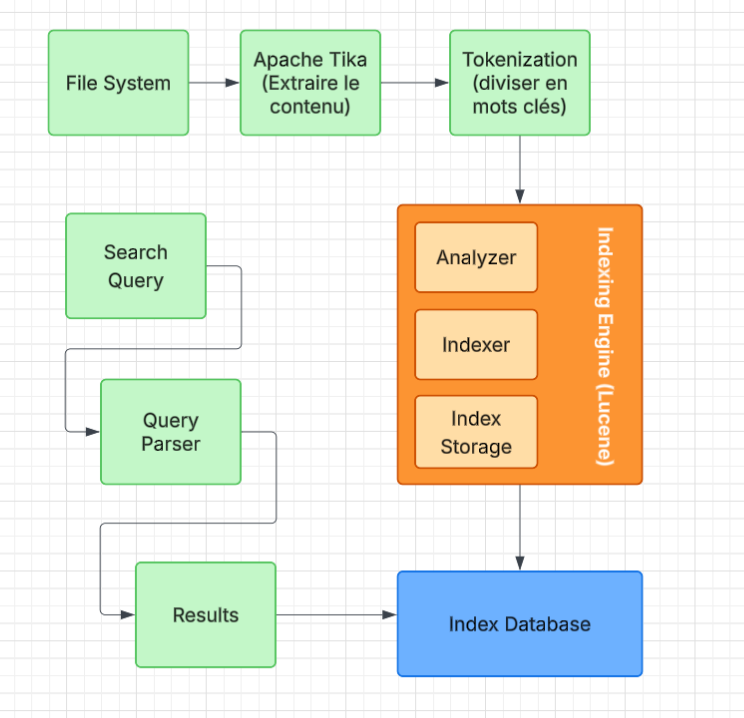 File System
Apache Tika
(Extraire le
contenu)
Tokenization
(diviser en
mots clés)
Search
Query
Analyzer
Indexing Engine (Lucene)
Indexer
Query
Parser
Index
Storage
Results
Index Database